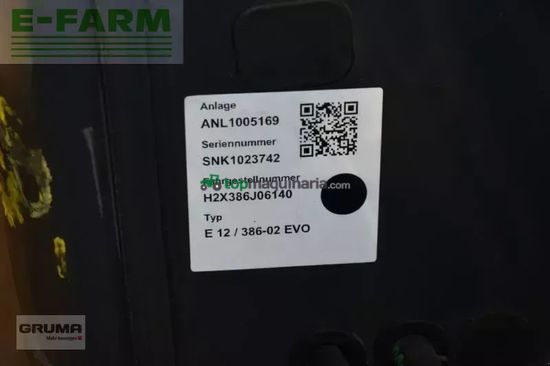 E-FARM
Anlage
ANL1005169
Seriennummer
SNK1023742
Fahrgestellnummer
topmaquinaria.com
H2X386J06140
Typ
E 12 / 386-02 EVO
GRUMA